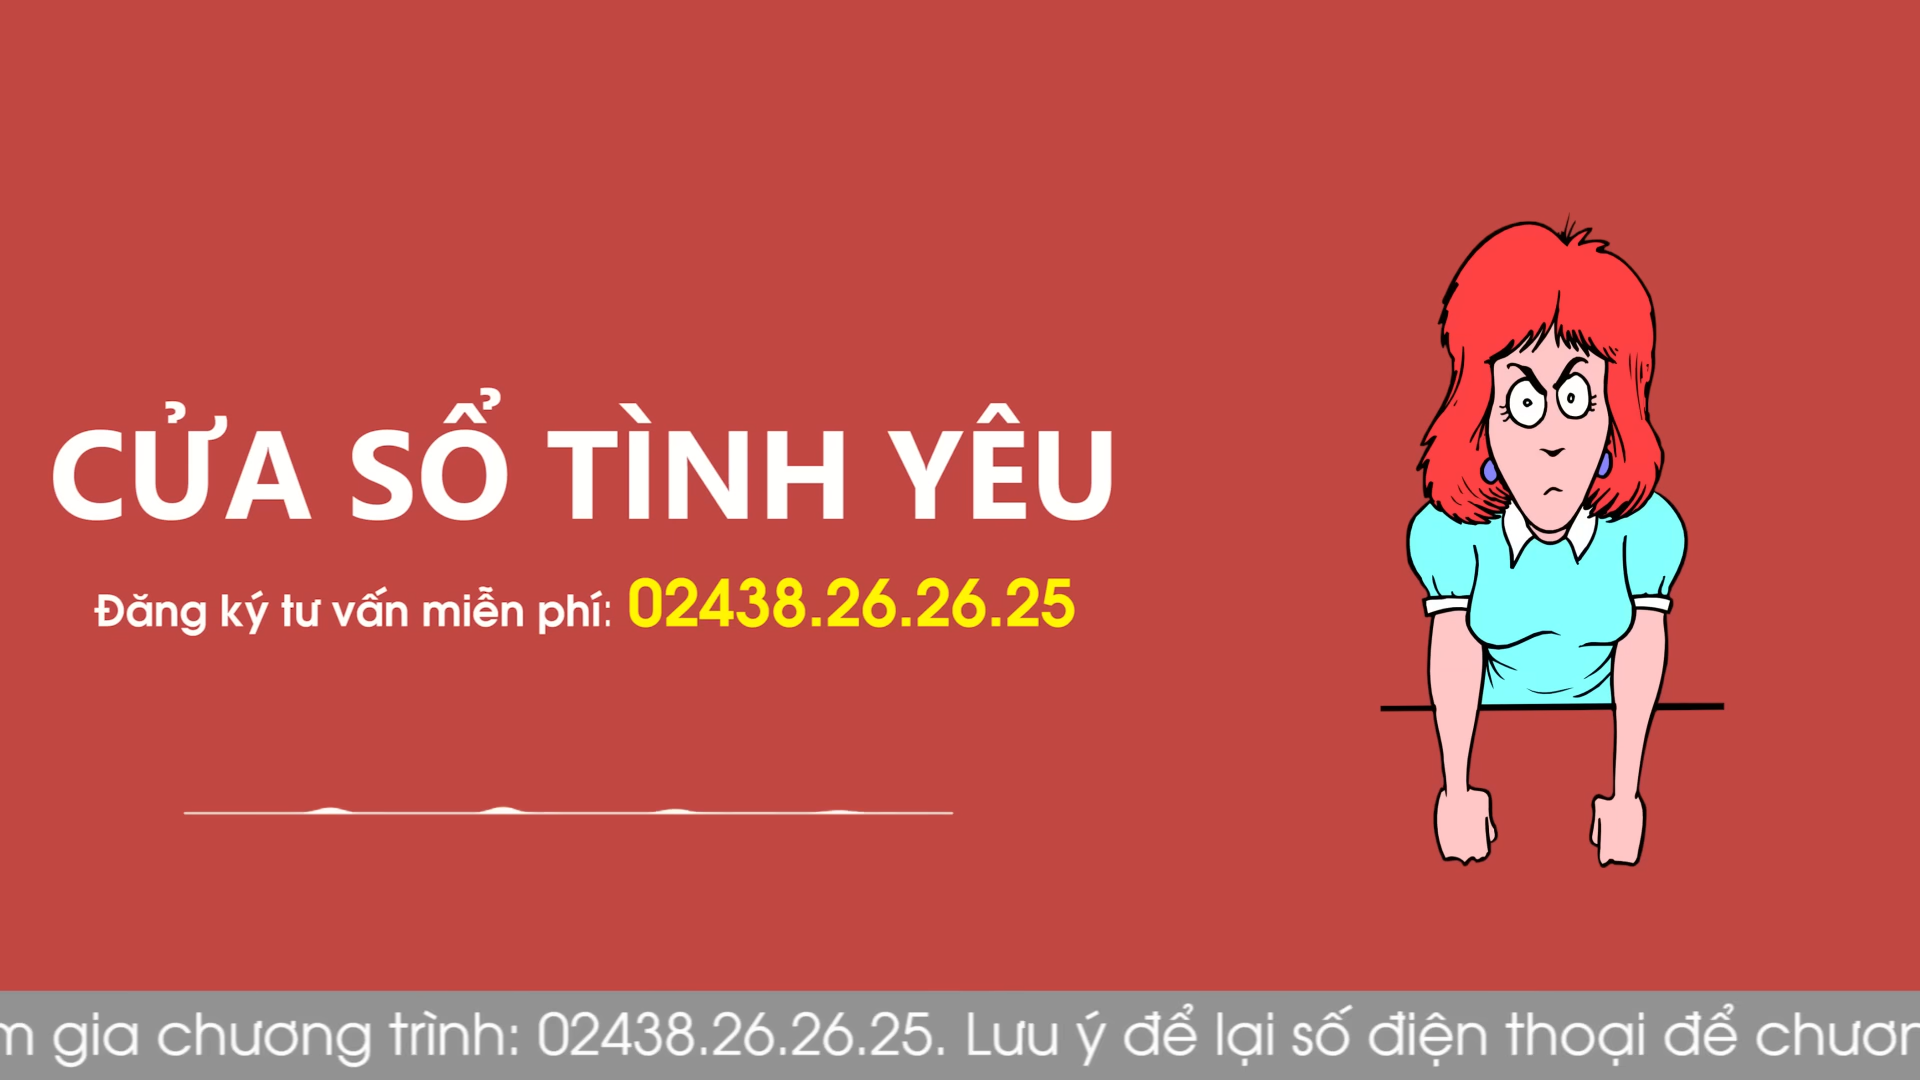 CỬA SỔ TÌNH YÊU
Đăng ký tư vấn miễn phí: 02438.26.26.25
gia chương trình: 02438.26.26.25. Lưu ý để lại số điện thoại để